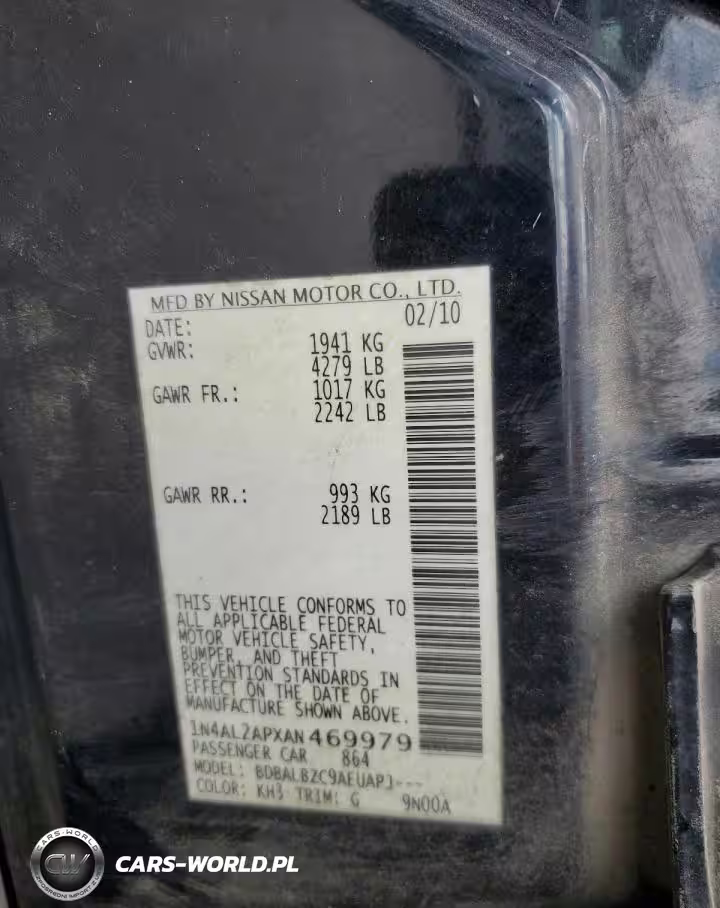 MFD BY NISSAN MOTOR CO., LTD.
DATE: 02/10
GVWR: 1941 KG
4279 LB
GAWR FR.: 1017 KG
2242 LB
GAWR RR.: 993 KG
2189 LB
THIS VEHICLE CONFORMS TO
ALL APPLICABLE FEDERAL
MOTOR VEHICLE SAFETY,
BUMPER, AND THEFT
PREVENTION STANDARDS IN
EFFECT ON THE DATE OF
MANUFACTURE SHOWN ABOVE.
1N4AL2APXAN469979
PASSENGER CAR 864
MODEL: BDBALBZC9AEUAPJ---
COLOR: KH3 TRIM: G 9N00A
CARS-WORLD
CW
CARS-WORLD.PL